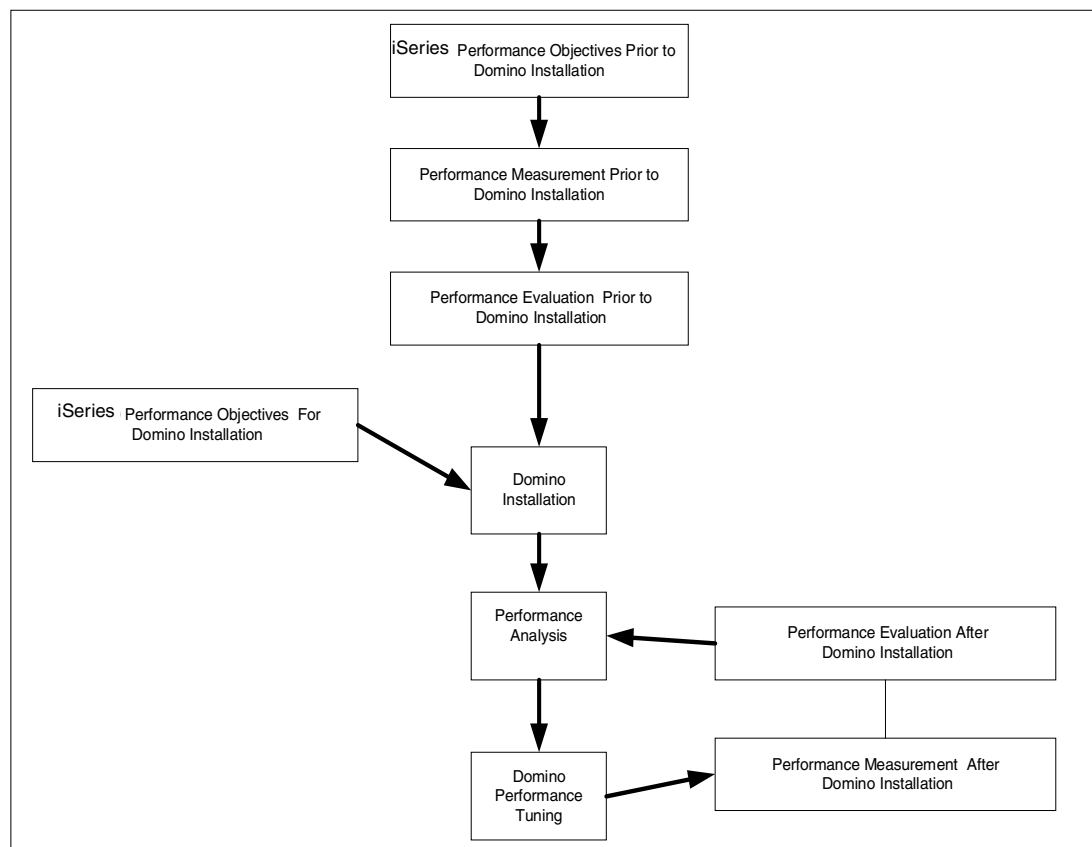 iSeries Performance Objectives Prior to
Domino Installation
Performance Measurement Prior to
Domino Installation
Performance Evaluation Prior to
Domino Installation
iSeries Performance Objectives For
Domino Installation
Domino
Installation
Performance
Analysis
Performance Evaluation After
Domino Installation
Domino
Performance
Tuning
Performance Measurement After
Domino Installation